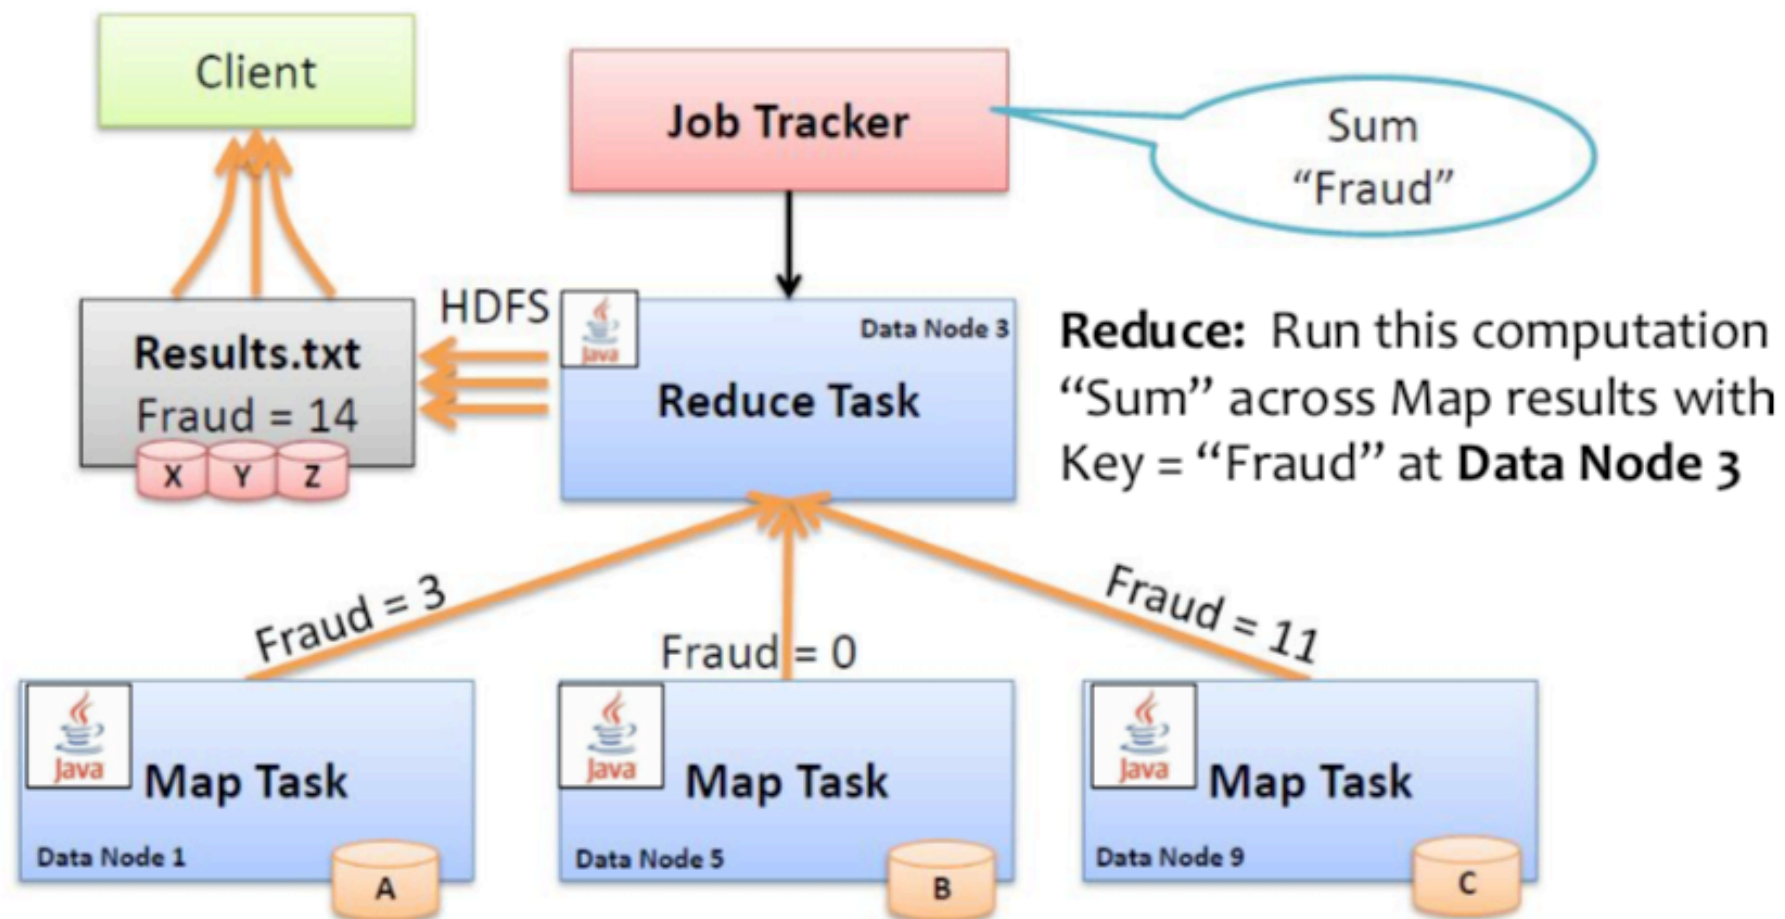 Client
Job Tracker
Sum
“Fraud”
HDFS
Java
Data Node 3
Reduce Task
Results.txt
Fraud = 14
X Y Z
Reduce: Run this computation
“Sum” across Map results with
Key = “Fraud” at Data Node 3
Fraud = 3
Fraud = 0
Fraud = 11
Java
Map Task
Data Node 1
A
Java
Map Task
Data Node 5
B
Java
Map Task
Data Node 9
C